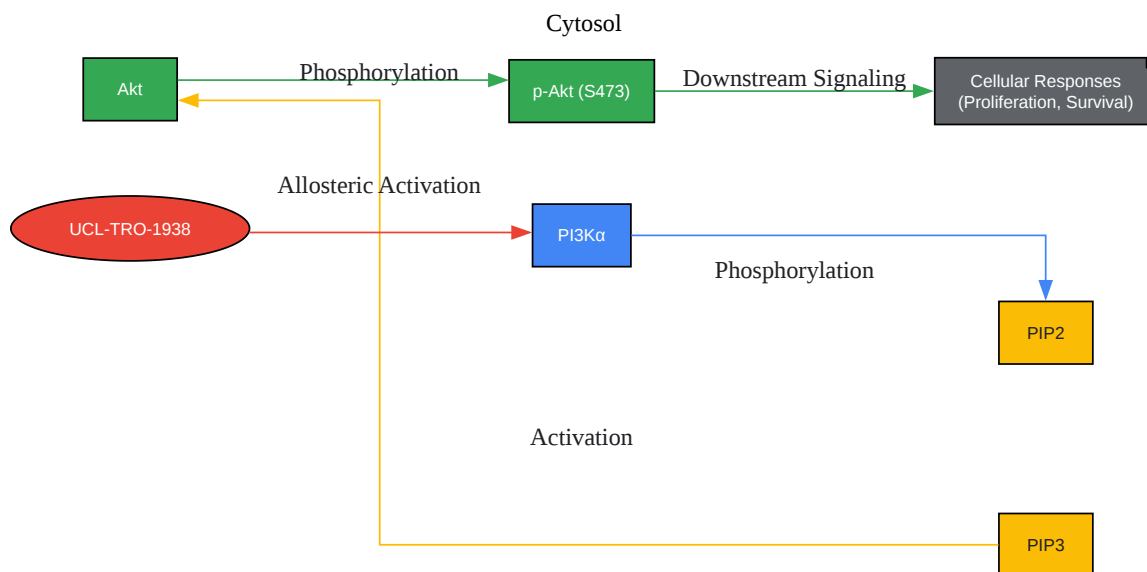 Cytosol
Akt
Phosphorylation
p-Akt (S473)
Downstream Signaling
Cellular Responses
(Proliferation, Survival)
Allosteric Activation
UCL-TRO-1938
PI3Kα
Phosphorylation
PIP2
Activation
PIP3